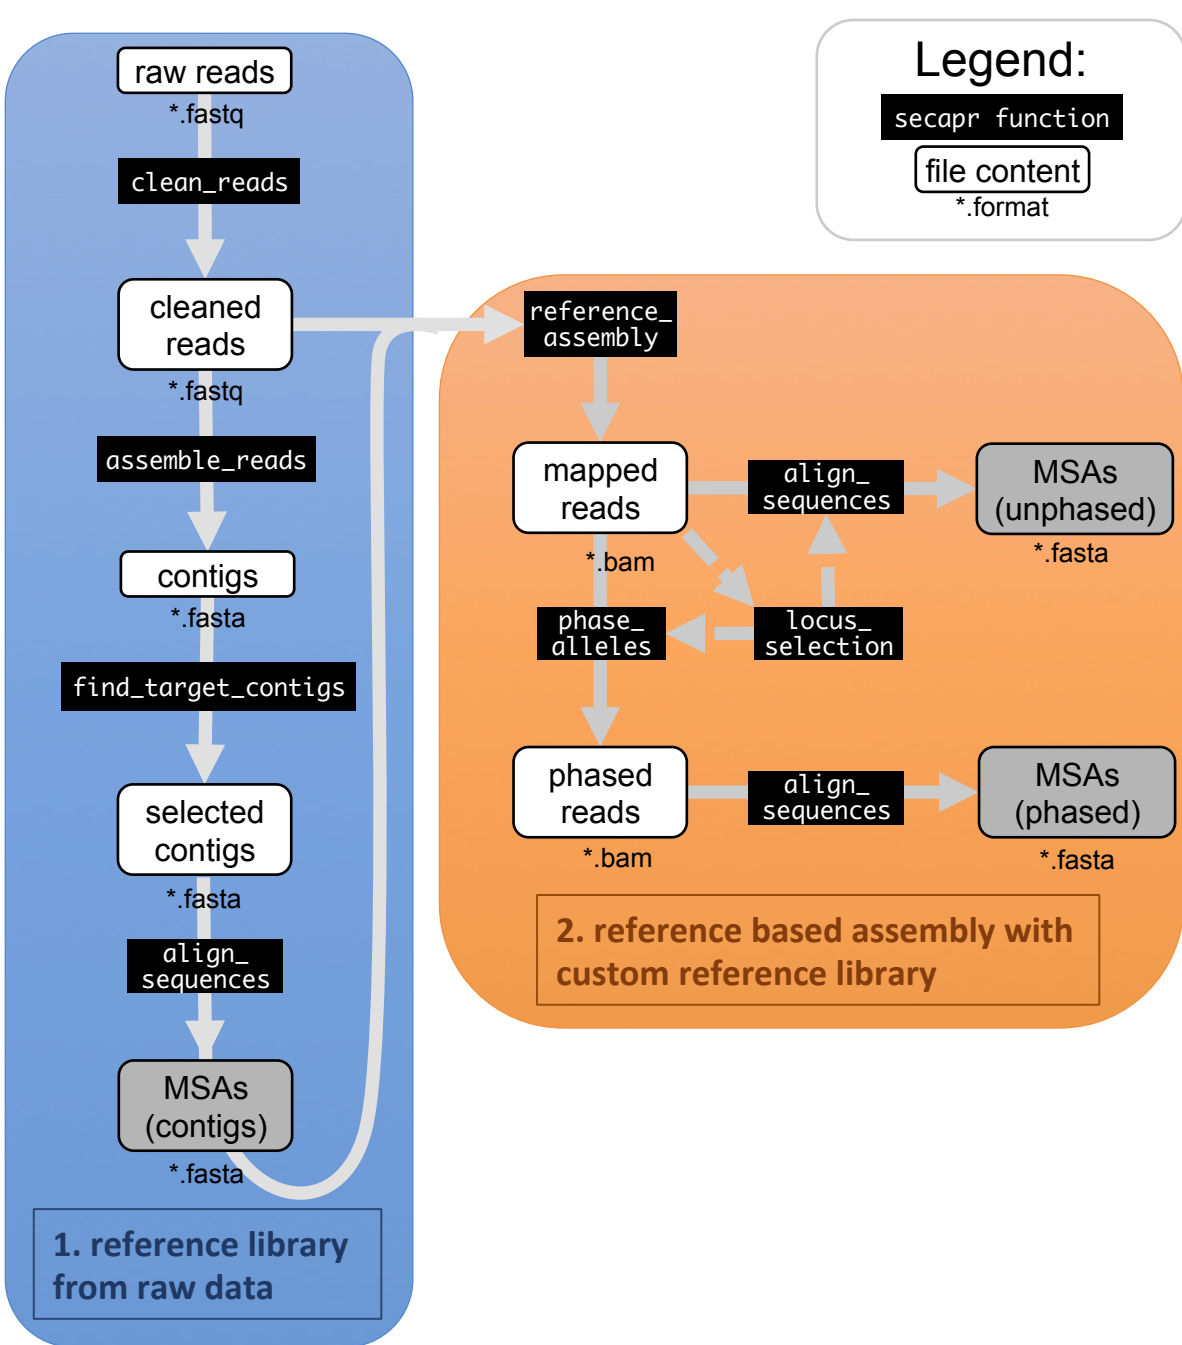 raw reads
*.fastq
clean_reads
cleaned
reads
*.fastq
assemble_reads
contigs
*.fasta
find_target_contigs
selected
contigs
*.fasta
align_
sequences
MSAs
(contigs)
*.fasta
1. reference library
from raw data
Legend:
secapr function
file content
*.format
reference_
assembly
mapped
reads
*.bam
align_
sequences
MSAs
(unphased)
*.fasta
phase_
alleles
locus_
selection
phased
reads
*.bam
align_
sequences
MSAs
(phased)
*.fasta
2. reference based assembly with
custom reference library